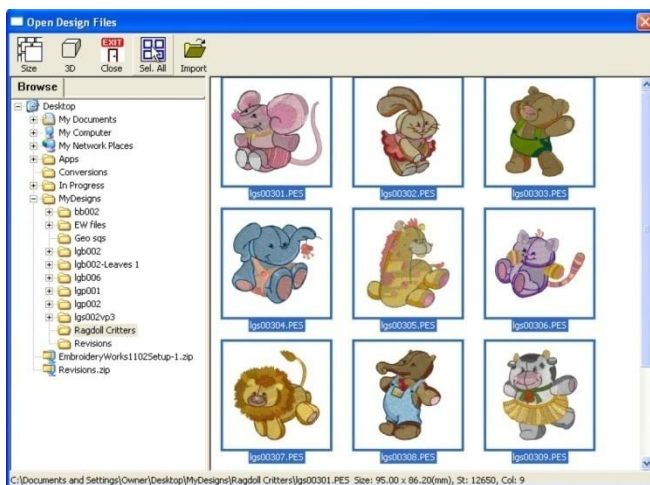 Open Design Files
Size 3D EXIT Close Sel. All Import
Browse
Desktop
My Documents
My Computer
My Network Places
Apps
Conversions
In Progress
MyDesigns
bb002
EW files
Geo sqs
lgb002
lgb002-Leaves 1
lgb006
lgp001
lgp002
lgs002vp3
Ragdoll Critters
Revisions
EmbroideryWorks1102Setup-1.zip
Revisions.zip
lgs00301.PES lgs00302.PES lgs00303.PES
lgs00304.PES lgs00305.PES lgs00306.PES
lgs00307.PES lgs00308.PES lgs00309.PES
C:\Documents and Settings\Owner\Desktop\MyDesigns\Ragdoll Critters\lgs00301.PES Size: 95.00 x 86.20(mm), St: 12650, Col: 9